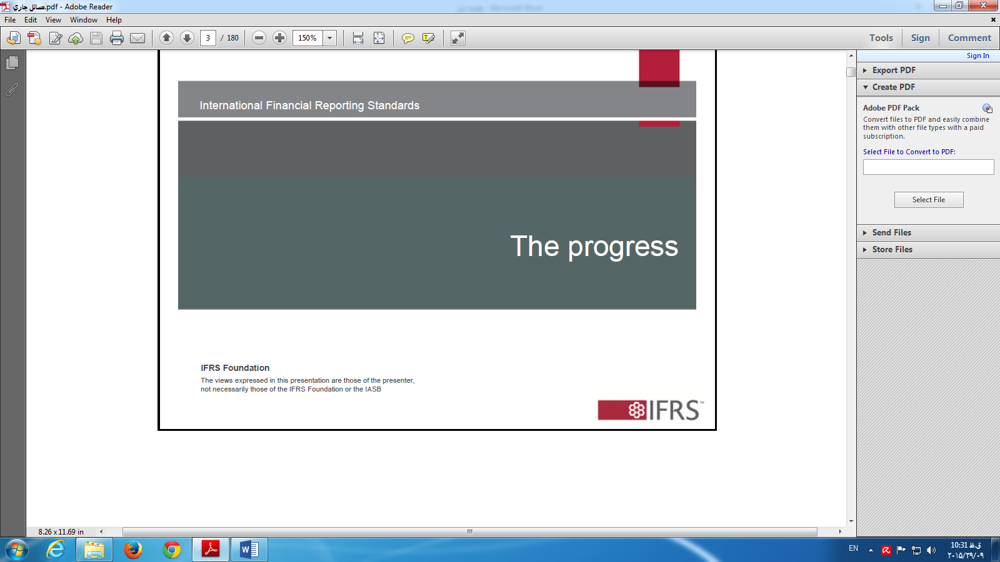 مسائل جاري.pdf - Adobe Reader
File Edit View Window Help
3 / 180 150% Tools Sign Comment
Sign In
Export PDF
Create PDF
Adobe PDF Pack
Convert files to PDF and easily combine
them with other file types with a paid
subscription.
Select File to Convert to PDF:
Select File
Send Files
Store Files
International Financial Reporting Standards
The progress
IFRS Foundation
The views expressed in this presentation are those of the presenter,
not necessarily those of the IFRS Foundation or the IASB
IFRS™
8.26 x 11.69 in
EN
10:31 ق.ظ
۲۰۱۵/۲۹/۰۹